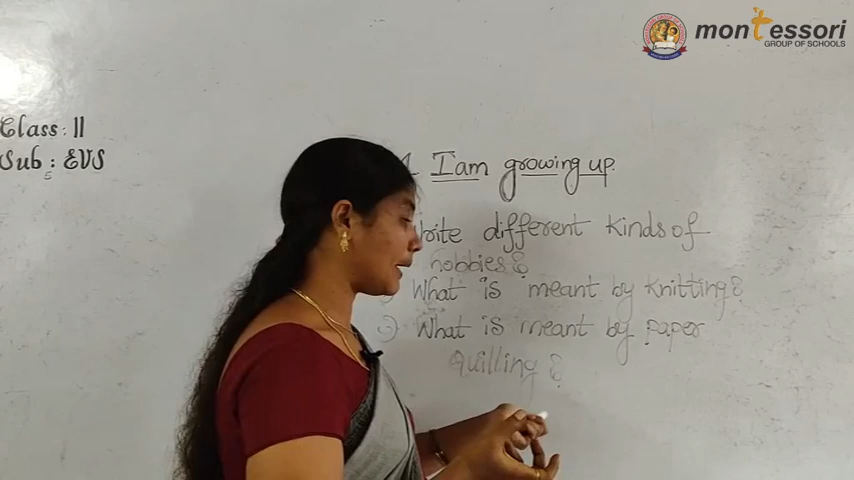 montessori
GROUP OF SCHOOLS
Class: II
Sub : EVS
I am growing up.
Write different kinds of
hobbies?
What is meant by knitting?
What is meant by paper
Quilling?